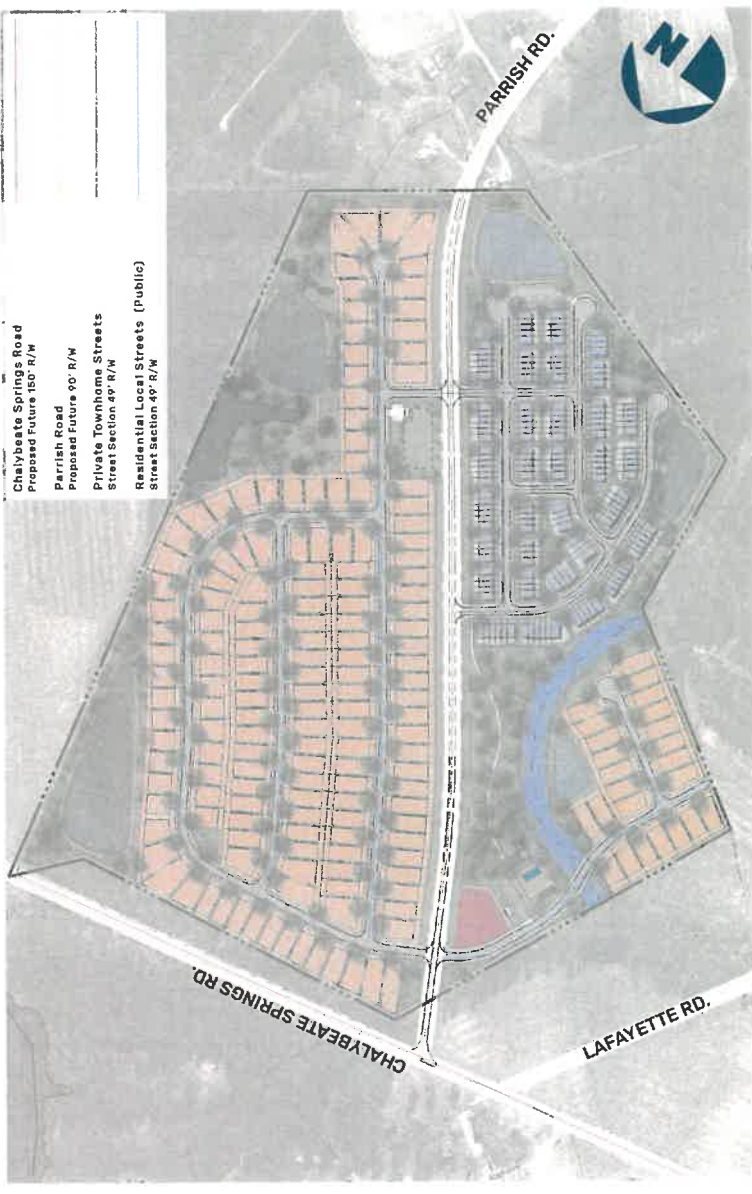 Chalybeate Springs Road
Proposed Future 150' R/W
Parrish Road
Proposed Future 90' R/W
Private Townhome Streets
Street Section 49' R/W
Residential Local Streets (Public)
Street Section 49' R/W
PARRISH RD.
N
CHALYBEATE SPRINGS RD.
LAFAYETTE RD.